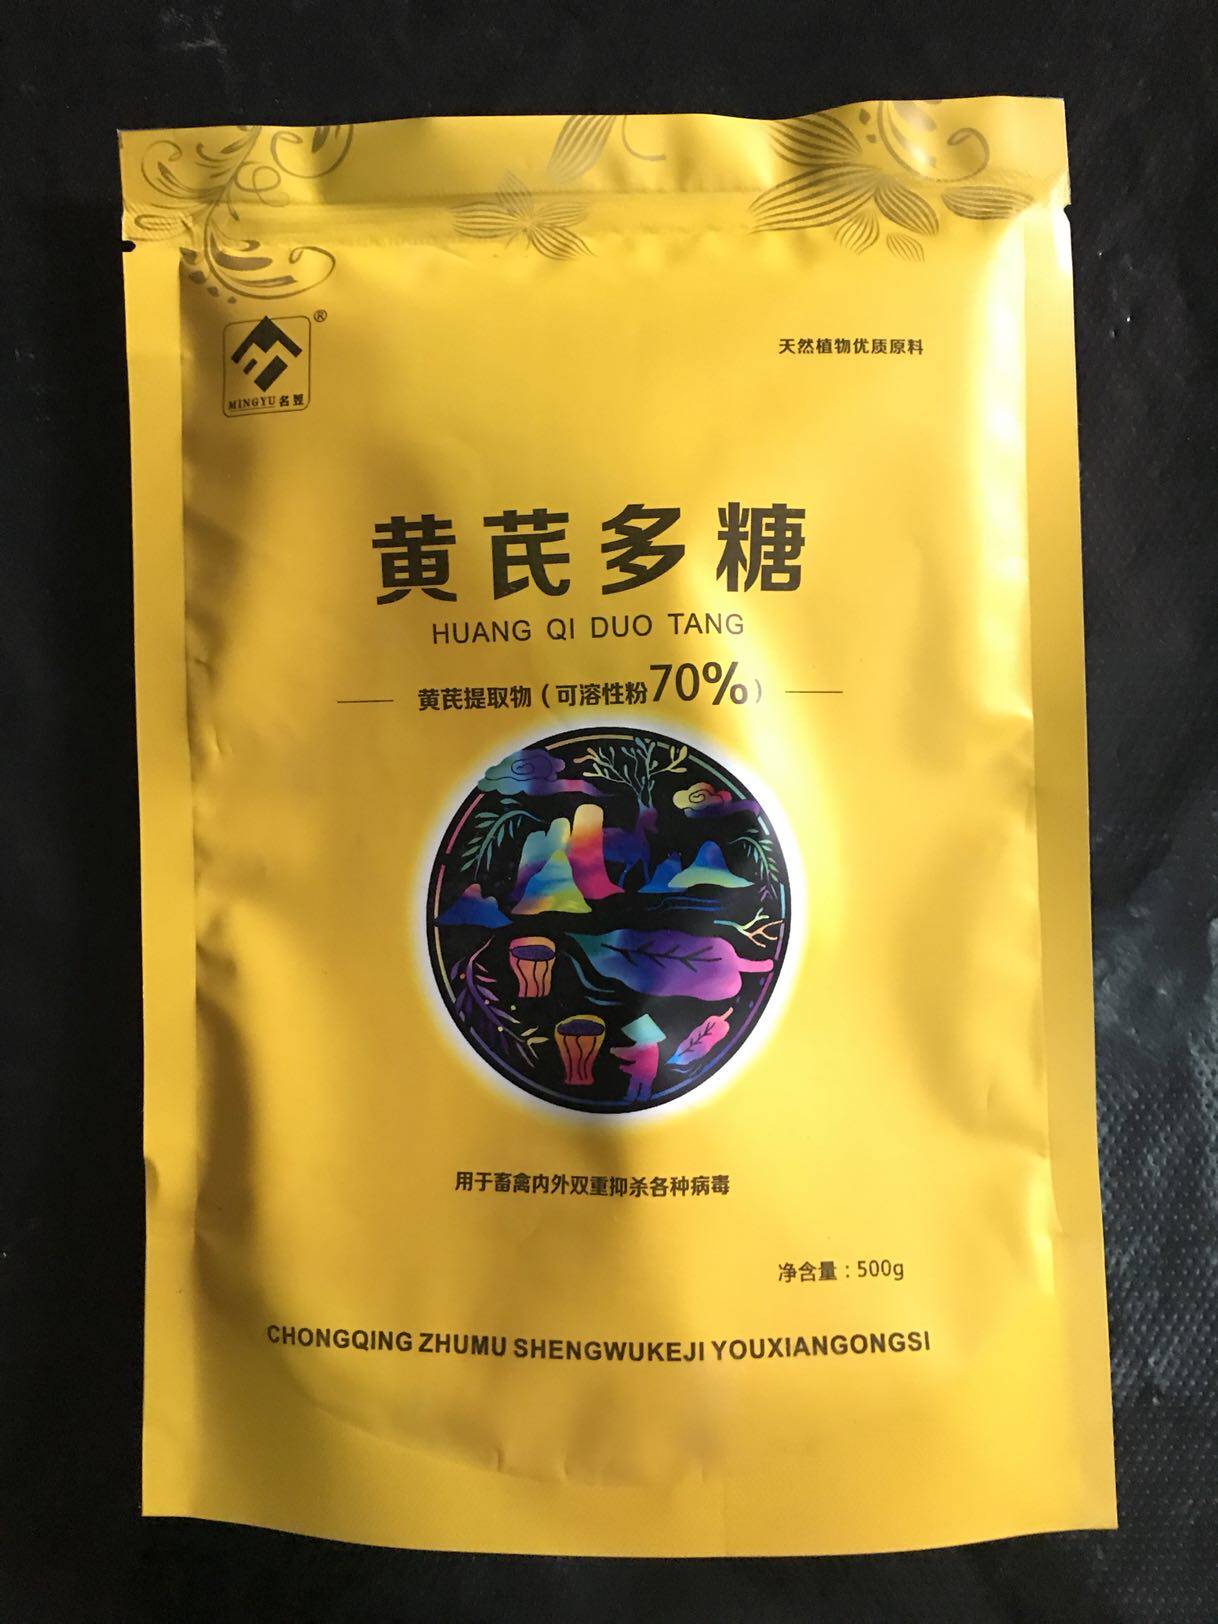 ®
MINGYU 名昱
天然植物优质原料
黄芪多糖
HUANG QI DUO TANG
黄芪提取物（可溶性粉70%）
用于畜禽内外双重抑杀各种病毒
净含量：500g
CHONGQING ZHUMU SHENGWUKEJI YOUXIANGONGSI